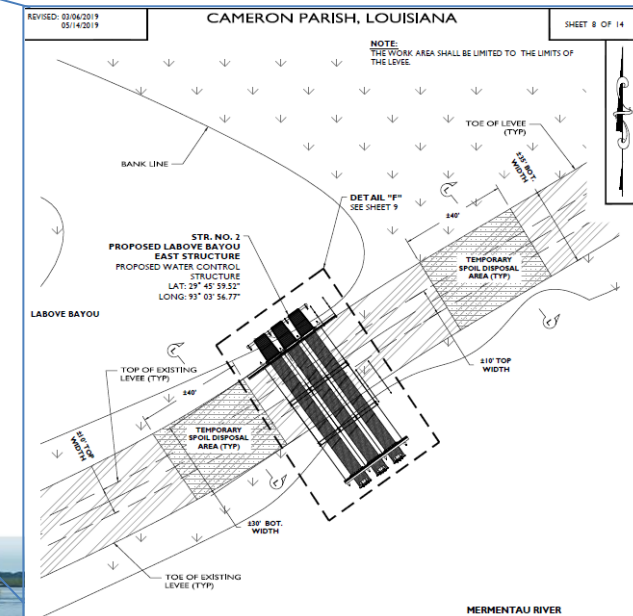 REVISED: 03/06/2019
05/14/2019
CAMERON PARISH, LOUISIANA
SHEET 8 OF 14
NOTE:
THE WORK AREA SHALL BE LIMITED TO THE LIMITS OF
THE LEVEE.
TOE OF LEVEE
(TYP)
BANK LINE
±35' BOT.
WIDTH
DETAIL "F"
SEE SHEET 9
±40'
STR. NO. 2
PROPOSED LABOVE BAYOU
EAST STRUCTURE
PROPOSED WATER CONTROL
STRUCTURE
LAT: 29° 45' 59.52"
LONG: 93° 03' 56.77"
TEMPORARY
SPOIL DISPOSAL
AREA (TYP)
LABOVE BAYOU
±10' TOP
WIDTH
TOP OF EXISTING
LEVEE (TYP)
±40'
±10' TOP
WIDTH
TEMPORARY
SPOIL DISPOSAL
AREA (TYP)
±30' BOT.
WIDTH
TOE OF EXISTING
LEVEE (TYP)
MERMENTAU RIVER